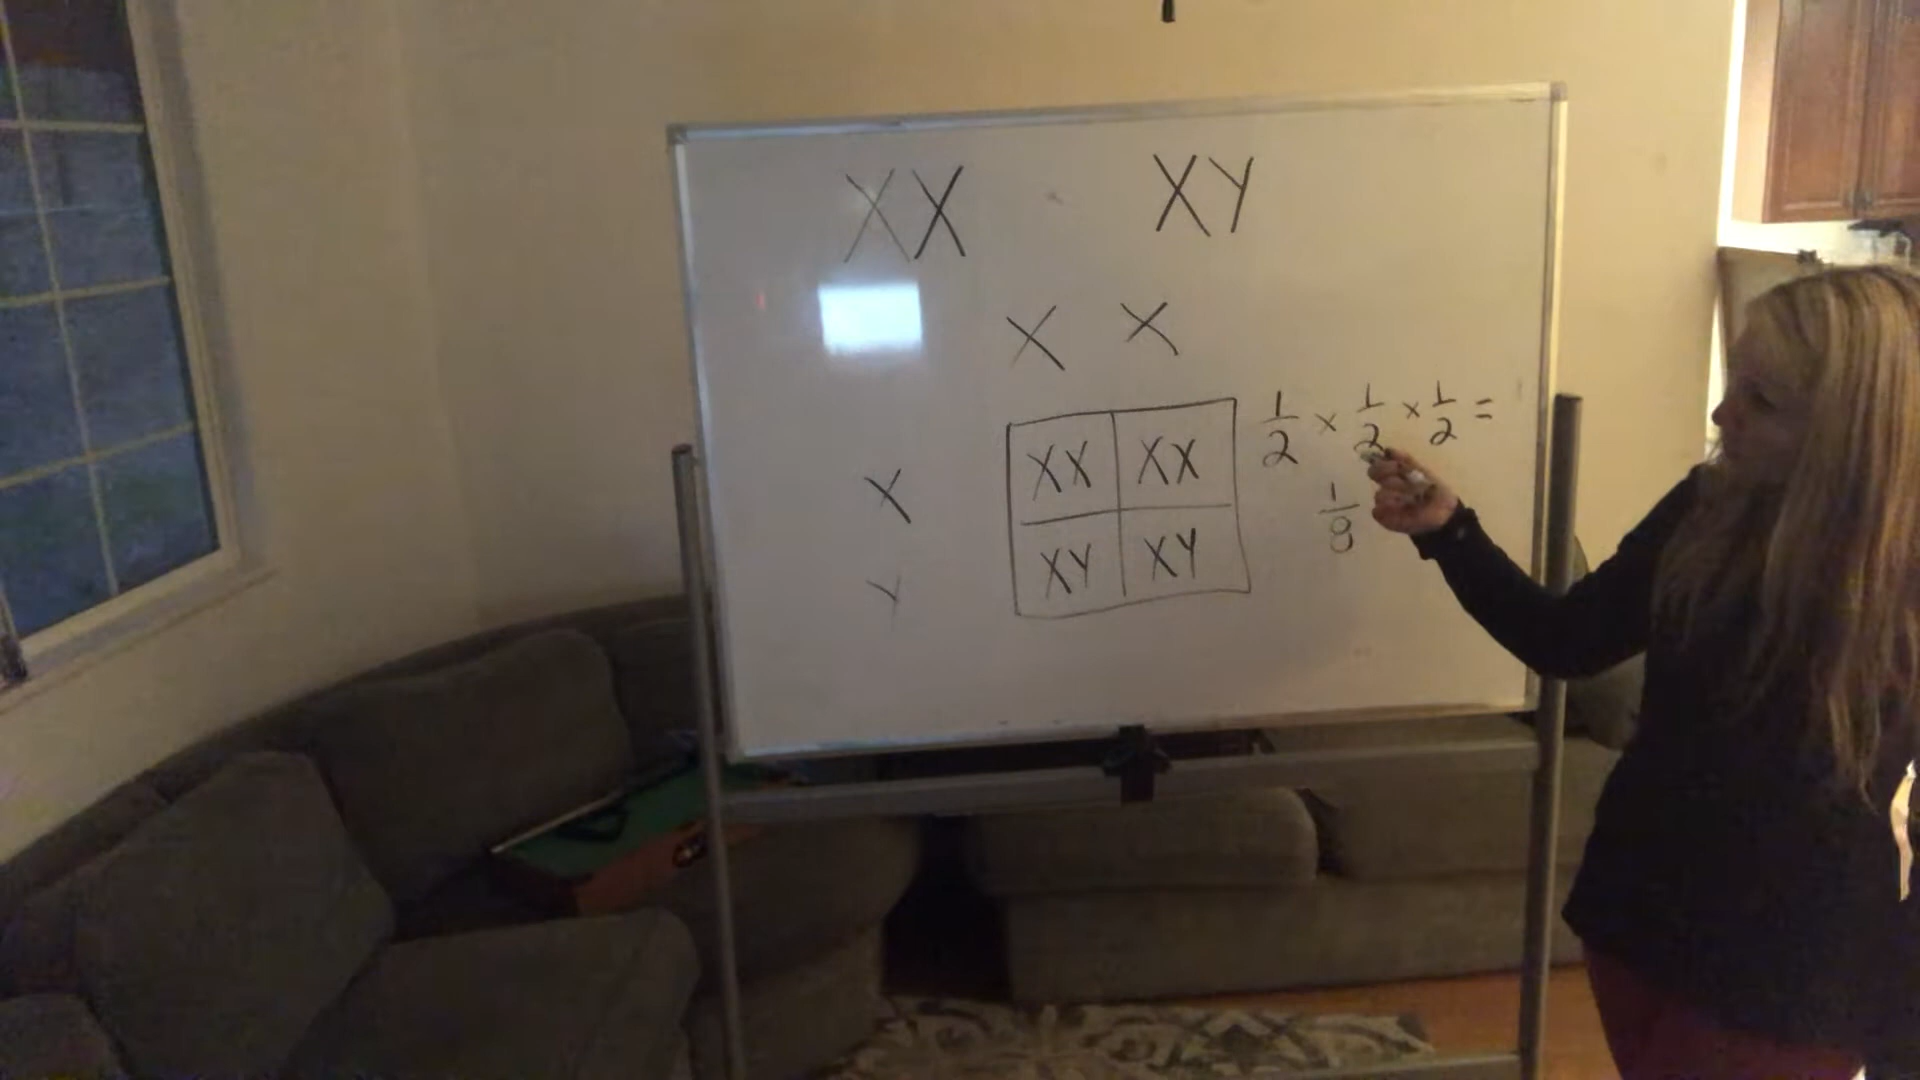 XX XY
X X
1/2 x 1/2 x 1/2 =
X XX XX
1/8
Y XY XY